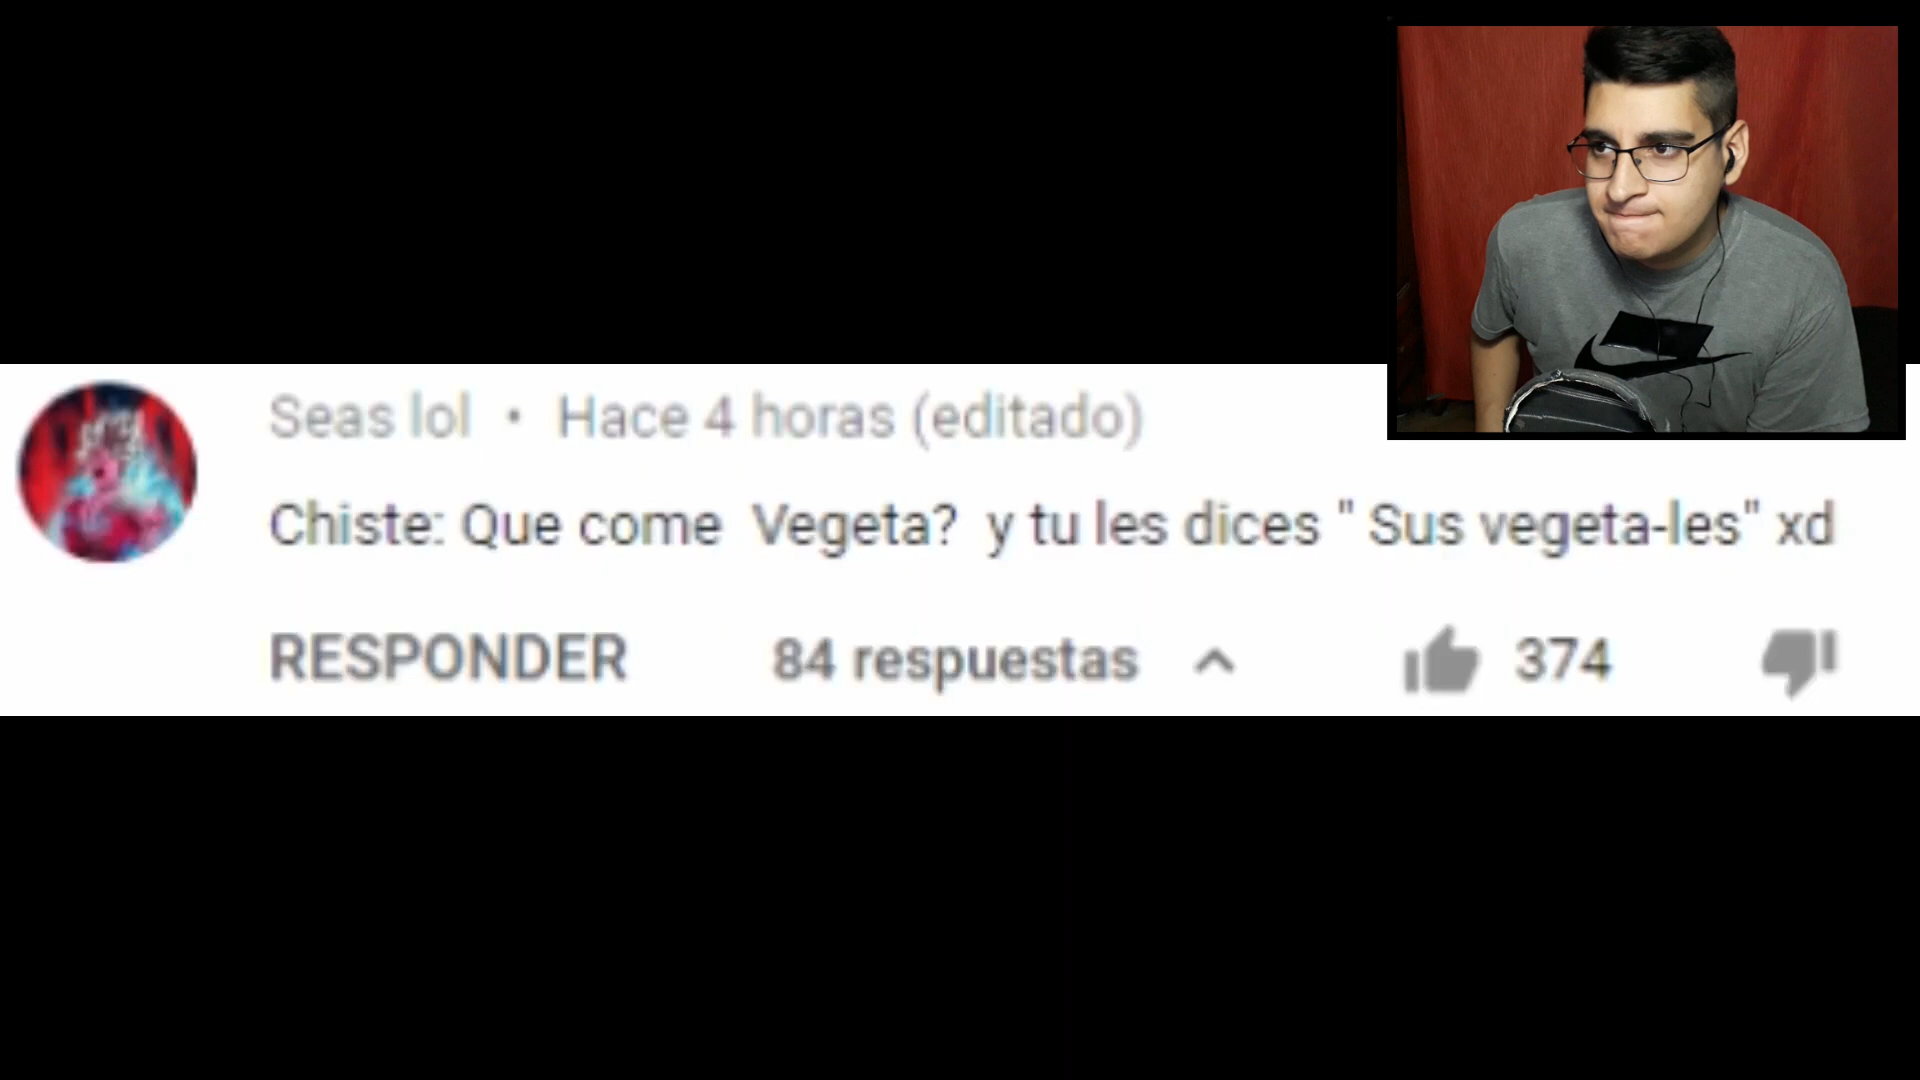 Seas lol • Hace 4 horas (editado)
Chiste: Que come Vegeta? y tu les dices " Sus vegeta-les" xd
RESPONDER 84 respuestas 374